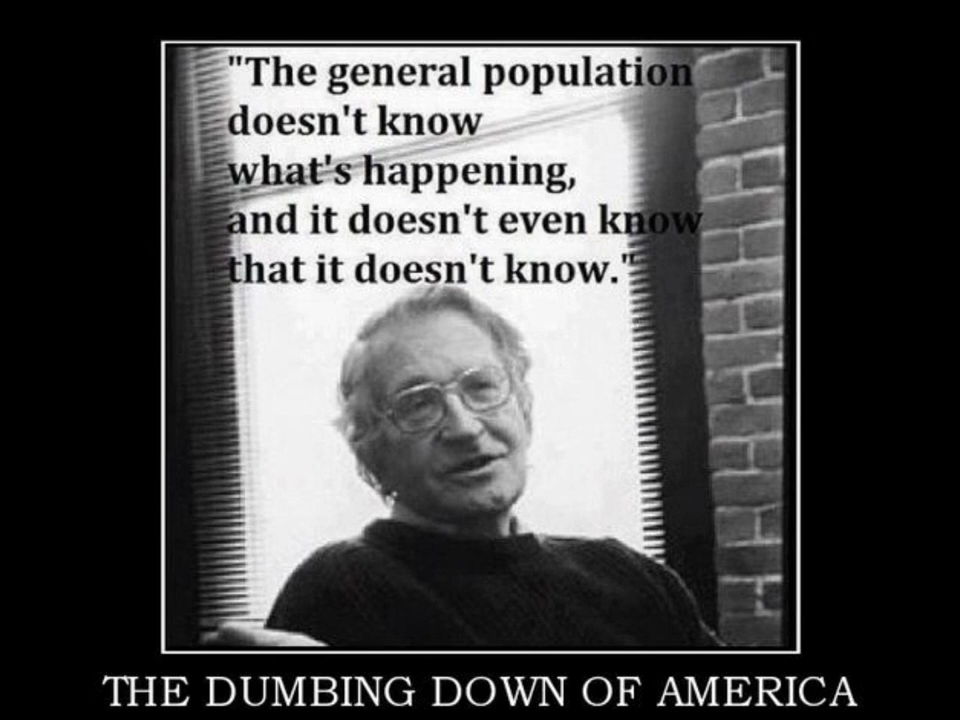 "The general population
doesn't know
what's happening,
and it doesn't even know
that it doesn't know."
THE DUMBING DOWN OF AMERICA